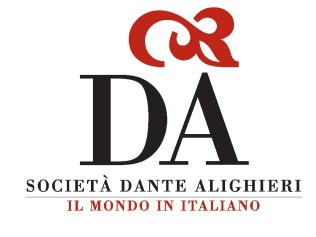 DA
SOCIETÀ DANTE ALIGHIERI
IL MONDO IN ITALIANO